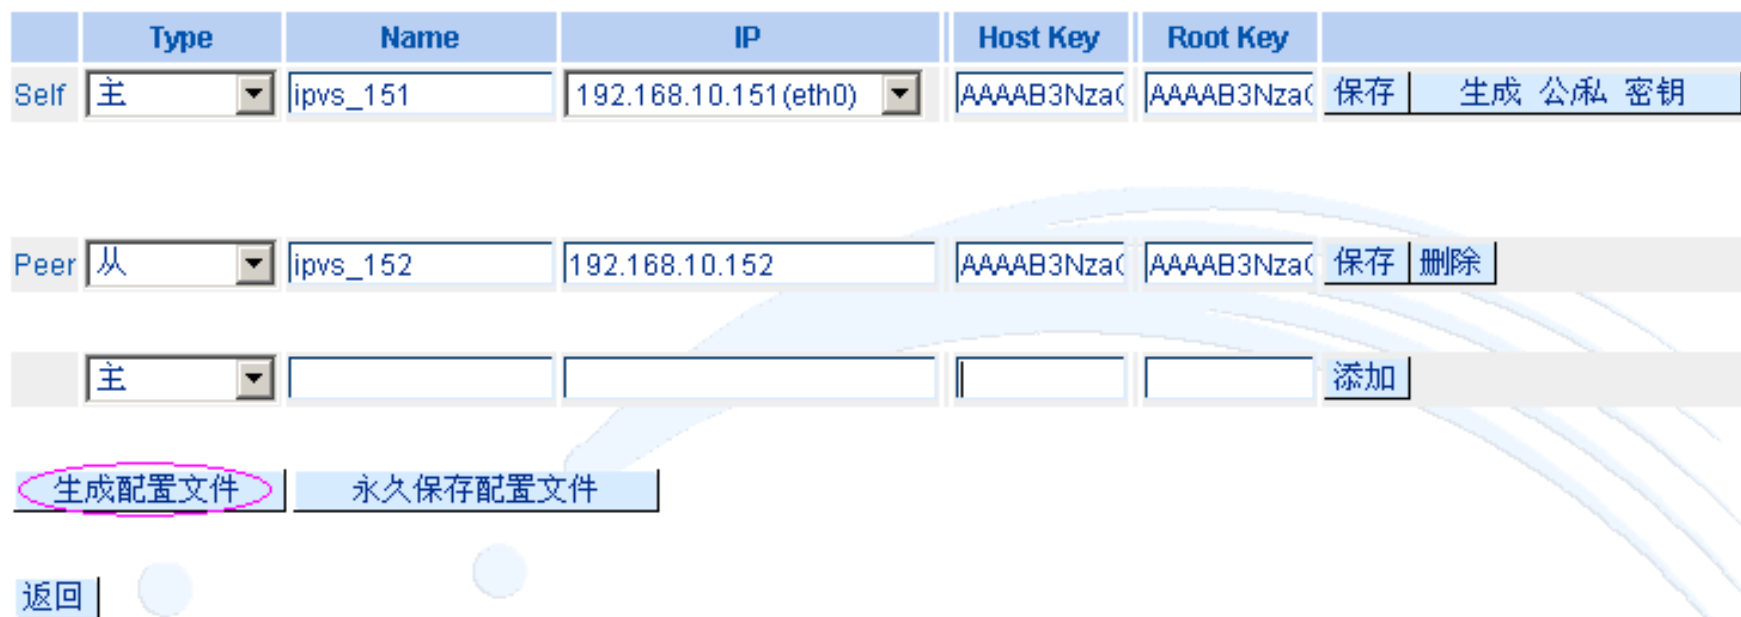 Type Name IP Host Key Root Key
Self 主 ipvs_151 192.168.10.151(eth0) AAAAB3Nza( AAAAB3Nza( 保存 生成 公/私 密钥
Peer 从 ipvs_152 192.168.10.152 AAAAB3Nza( AAAAB3Nza( 保存 删除
主 添加
生成配置文件 永久保存配置文件
返回